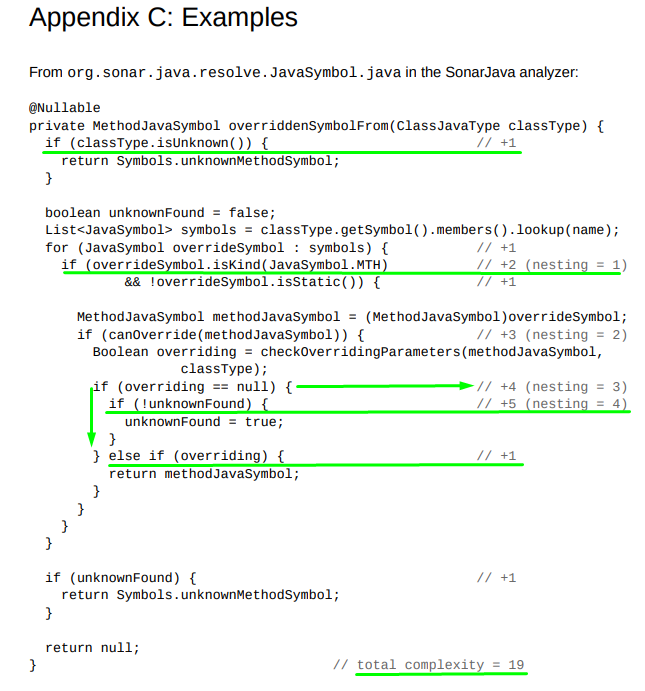 Appendix C: Examples
From org.sonar.java.resolve.JavaSymbol.java in the SonarJava analyzer:
@Nullable
private MethodJavaSymbol overriddenSymbolFrom(ClassJavaType classType) {
  if (classType.isUnknown()) {                          // +1
    return Symbols.unknownMethodSymbol;
  }
  boolean unknownFound = false;
  List<JavaSymbol> symbols = classType.getSymbol().members().lookup(name);
  for (JavaSymbol overrideSymbol : symbols) {           // +1
    if (overrideSymbol.isKind(JavaSymbol.MTH)           // +2 (nesting = 1)
            && !overrideSymbol.isStatic()) {            // +1
      MethodJavaSymbol methodJavaSymbol = (MethodJavaSymbol)overrideSymbol;
      if (canOverride(methodJavaSymbol)) {              // +3 (nesting = 2)
        Boolean overriding = checkOverridingParameters(methodJavaSymbol,
                   classType);
        if (overriding == null) {                       // +4 (nesting = 3)
          if (!unknownFound) {                          // +5 (nesting = 4)
            unknownFound = true;
          }
        } else if (overriding) {                        // +1
          return methodJavaSymbol;
        }
      }
    }
  }
  if (unknownFound) {                                   // +1
    return Symbols.unknownMethodSymbol;
  }
  return null;
}                                     // total complexity = 19